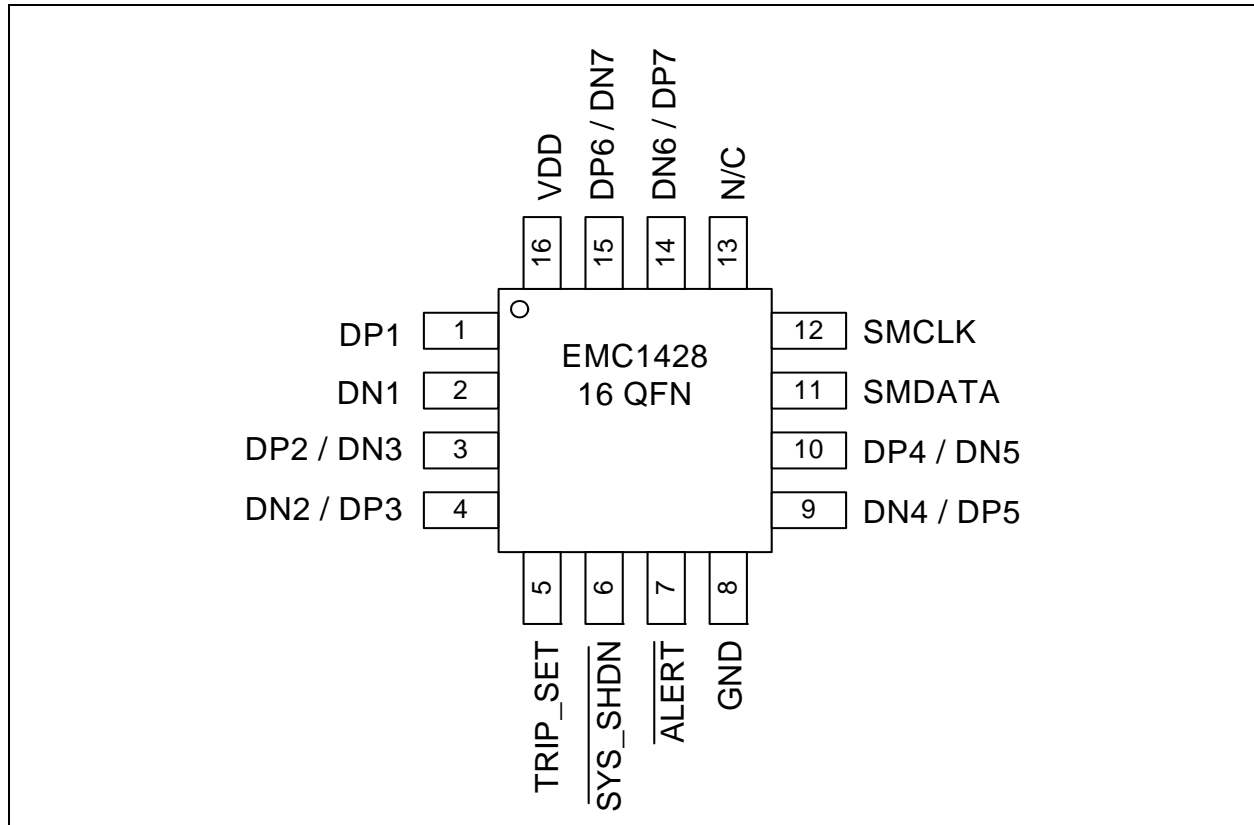 VDD
DP6 / DN7
DN6 / DP7
N/C
16
15
14
13
DP1
1
DN1
2
DP2 / DN3
3
DN2 / DP3
4
EMC1428
16 QFN
12
SMCLK
11
SMDATA
10
DP4 / DN5
9
DN4 / DP5
5
6
7
8
TRIP_SET
SYS_SHDN
ALERT
GND